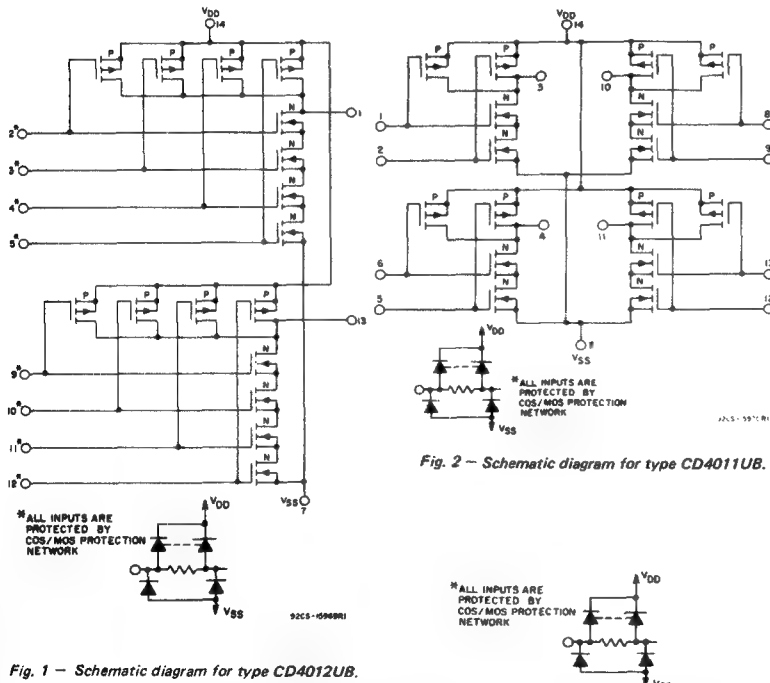 VDD
14
P P P P
1
N
2*
N
3*
N
4*
N
5*
P P P P
13
N
9*
N
10*
N
11*
N
12*
VSS
7
*ALL INPUTS ARE
PROTECTED BY
COS/MOS PROTECTION
NETWORK
VDD
VSS
92CS-15969R1
Fig. 1 — Schematic diagram for type CD4012UB.
VDD
14
P P P P
3 10
N N
1 8
N N
2 9
P P P P
4 11
N N
6
N N
5
VSS
VDD
*ALL INPUTS ARE
PROTECTED BY
COS/MOS PROTECTION
NETWORK
VSS
Fig. 2 — Schematic diagram for type CD4011UB.
*ALL INPUTS ARE
PROTECTED BY
COS/MOS PROTECTION
NETWORK
VDD